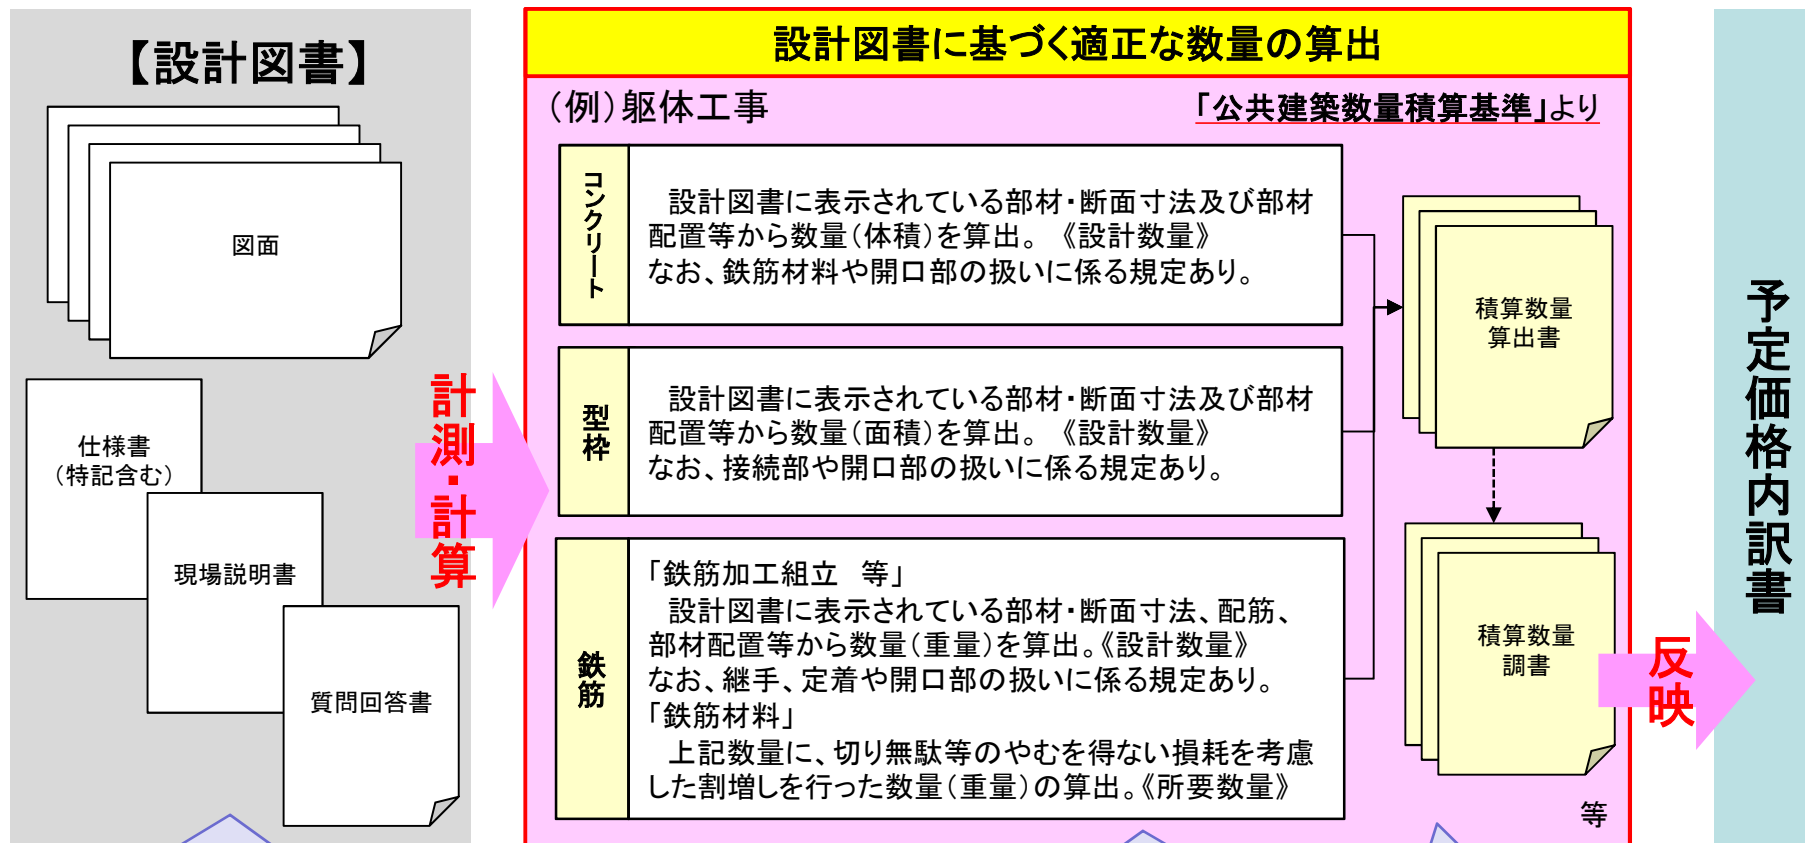 【設計図書】
図面
仕様書
（特記含む）
現場説明書
質問回答書
計測・計算
設計図書に基づく適正な数量の算出
（例）躯体工事
「公共建築数量積算基準」より
コンクリート
設計図書に表示されている部材・断面寸法及び部材
配置等から数量（体積）を算出。 《設計数量》
なお、鉄筋材料や開口部の扱いに係る規定あり。
型枠
設計図書に表示されている部材・断面寸法及び部材
配置等から数量（面積）を算出。 《設計数量》
なお、接続部や開口部の扱いに係る規定あり。
鉄筋
「鉄筋加工組立　等」
設計図書に表示されている部材・断面寸法、配筋、
部材配置等から数量（重量）を算出。《設計数量》
なお、継手、定着や開口部の扱いに係る規定あり。
「鉄筋材料」
上記数量に、切り無駄等のやむを得ない損耗を考慮
した割増しを行った数量（重量）の算出。《所要数量》
積算数量
算出書
積算数量
調書
等
反映
予定価格内訳書